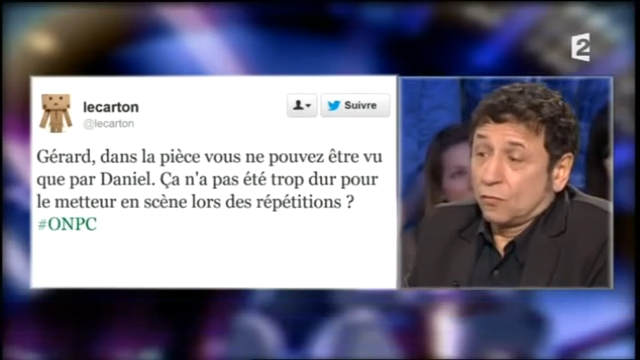 2
lecarton
@lecarton
Suivre
Gérard, dans la pièce vous ne pouvez être vu
que par Daniel. Ça n'a pas été trop dur pour
le metteur en scène lors des répétitions ?
#ONPC